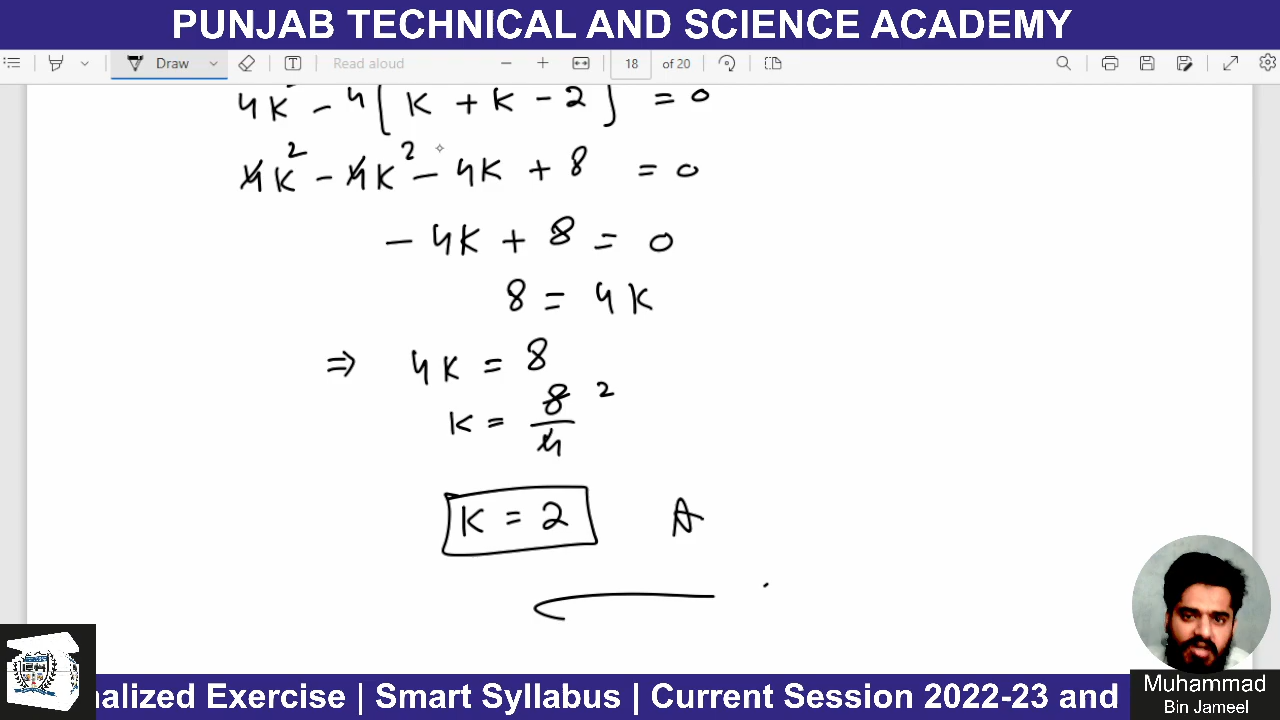 PUNJAB TECHNICAL AND SCIENCE ACADEMY
Draw Read aloud 18 of 20
4K² - 4[K + K - 2] = 0
4K² - 4K² - 4K + 8 = 0
- 4K + 8 = 0
8 = 4K
⇒ 4K = 8
K = 8/4 2
K = 2 A
nalized Exercise | Smart Syllabus | Current Session 2022-23 and
Muhammad
Bin Jameel